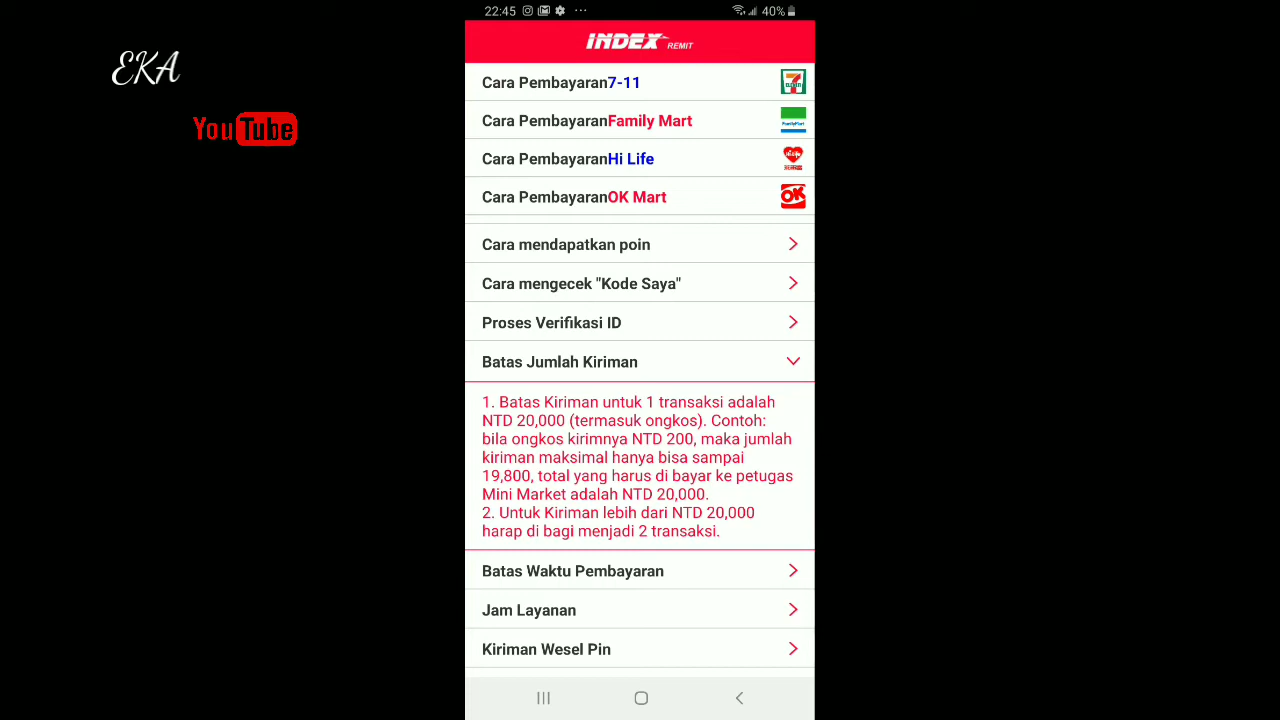 22:45
40%
EKA
YouTube
INDEX REMIT
Cara Pembayaran7-11
ELEVEN
Cara PembayaranFamily Mart
FamilyMart
Cara PembayaranHi Life
Cara PembayaranOK Mart
OK
Cara mendapatkan poin
Cara mengecek "Kode Saya"
Proses Verifikasi ID
Batas Jumlah Kiriman
1. Batas Kiriman untuk 1 transaksi adalah
NTD 20,000 (termasuk ongkos). Contoh:
bila ongkos kirimnya NTD 200, maka jumlah
kiriman maksimal hanya bisa sampai
19,800, total yang harus di bayar ke petugas
Mini Market adalah NTD 20,000.
2. Untuk Kiriman lebih dari NTD 20,000
harap di bagi menjadi 2 transaksi.
Batas Waktu Pembayaran
Jam Layanan
Kiriman Wesel Pin